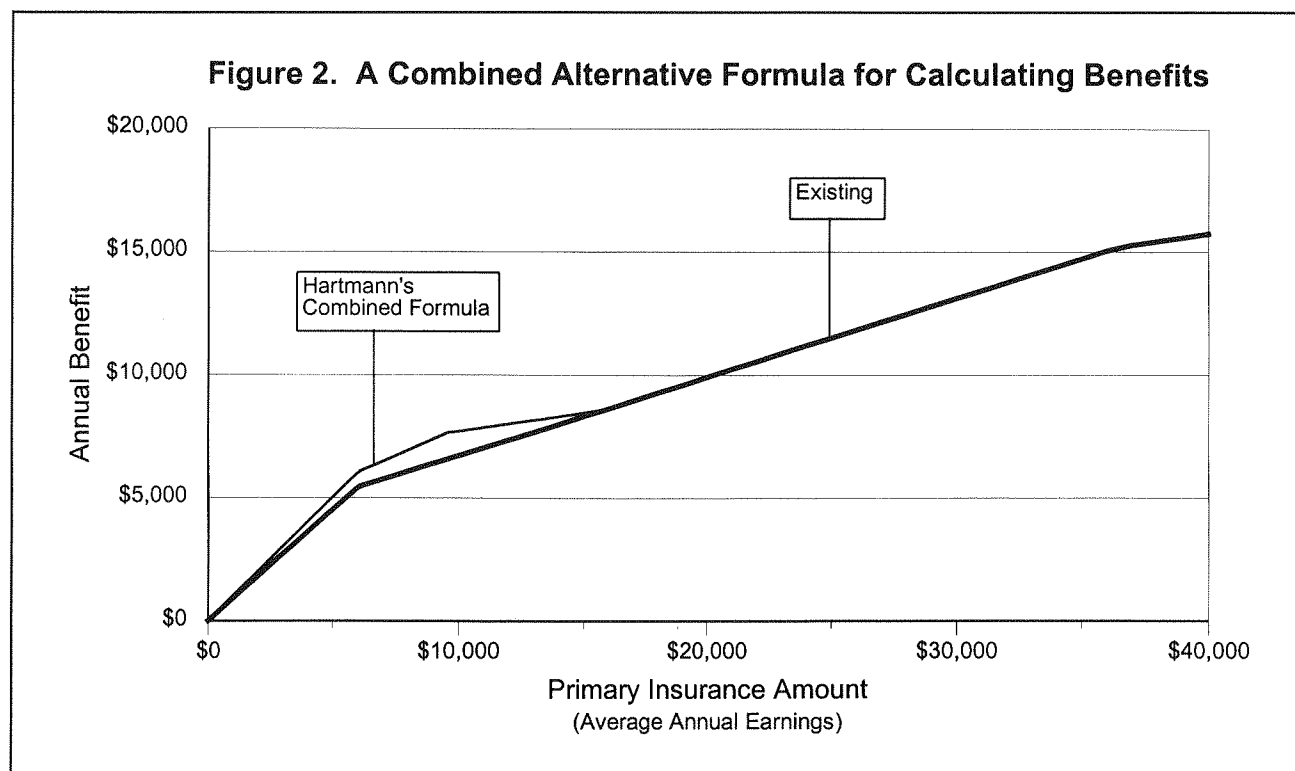 Figure 2. A Combined Alternative Formula for Calculating Benefits
$20,000
$15,000
$10,000
$5,000
$0
Annual Benefit
Existing
Hartmann's
Combined Formula
$0
$10,000
$20,000
$30,000
$40,000
Primary Insurance Amount
(Average Annual Earnings)